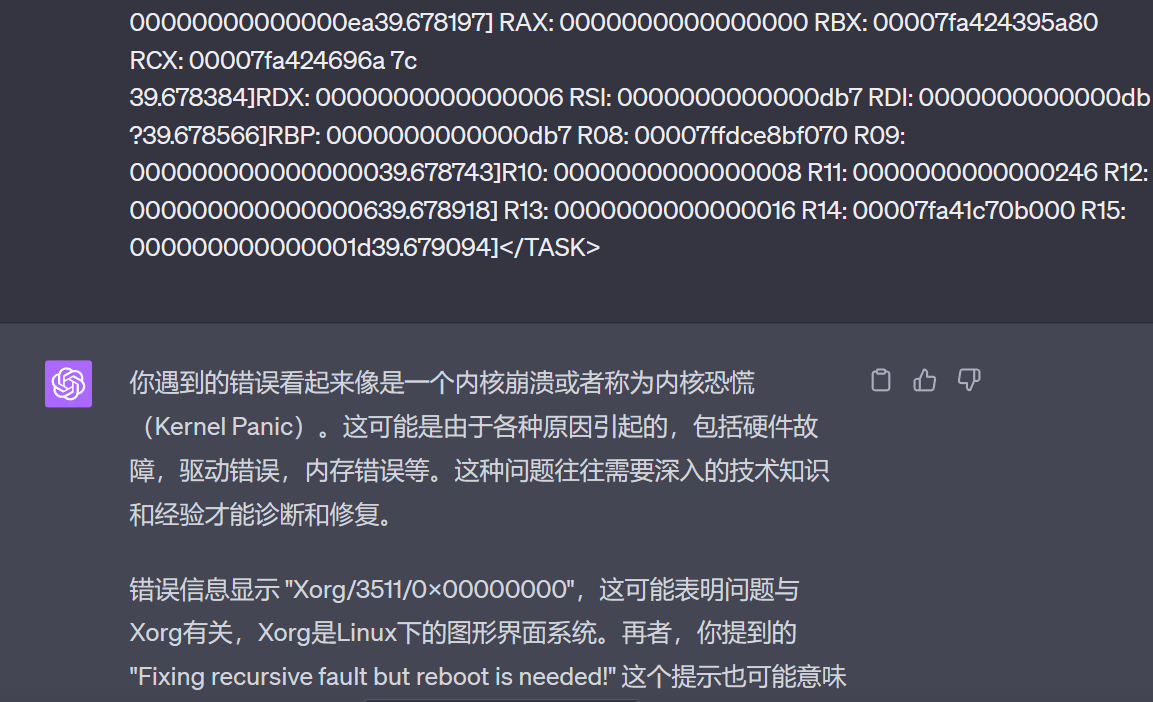 00000000000000ea39.678197] RAX: 0000000000000000 RBX: 00007fa424395a80
RCX: 00007fa424696a 7c
39.678384]RDX: 0000000000000006 RSI: 0000000000000db7 RDI: 0000000000000db
?39.678566]RBP: 0000000000000db7 R08: 00007ffdce8bf070 R09:
000000000000000039.678743]R10: 0000000000000008 R11: 0000000000000246 R12:
000000000000000639.678918] R13: 0000000000000016 R14: 00007fa41c70b000 R15:
000000000000001d39.679094]</TASK>
你遇到的错误看起来像是一个内核崩溃或者称为内核恐慌
（Kernel Panic）。这可能是由于各种原因引起的，包括硬件故
障，驱动错误，内存错误等。这种问题往往需要深入的技术知识
和经验才能诊断和修复。
错误信息显示 "Xorg/3511/0×00000000"，这可能表明问题与
Xorg有关，Xorg是Linux下的图形界面系统。再者，你提到的
"Fixing recursive fault but reboot is needed!" 这个提示也可能意味